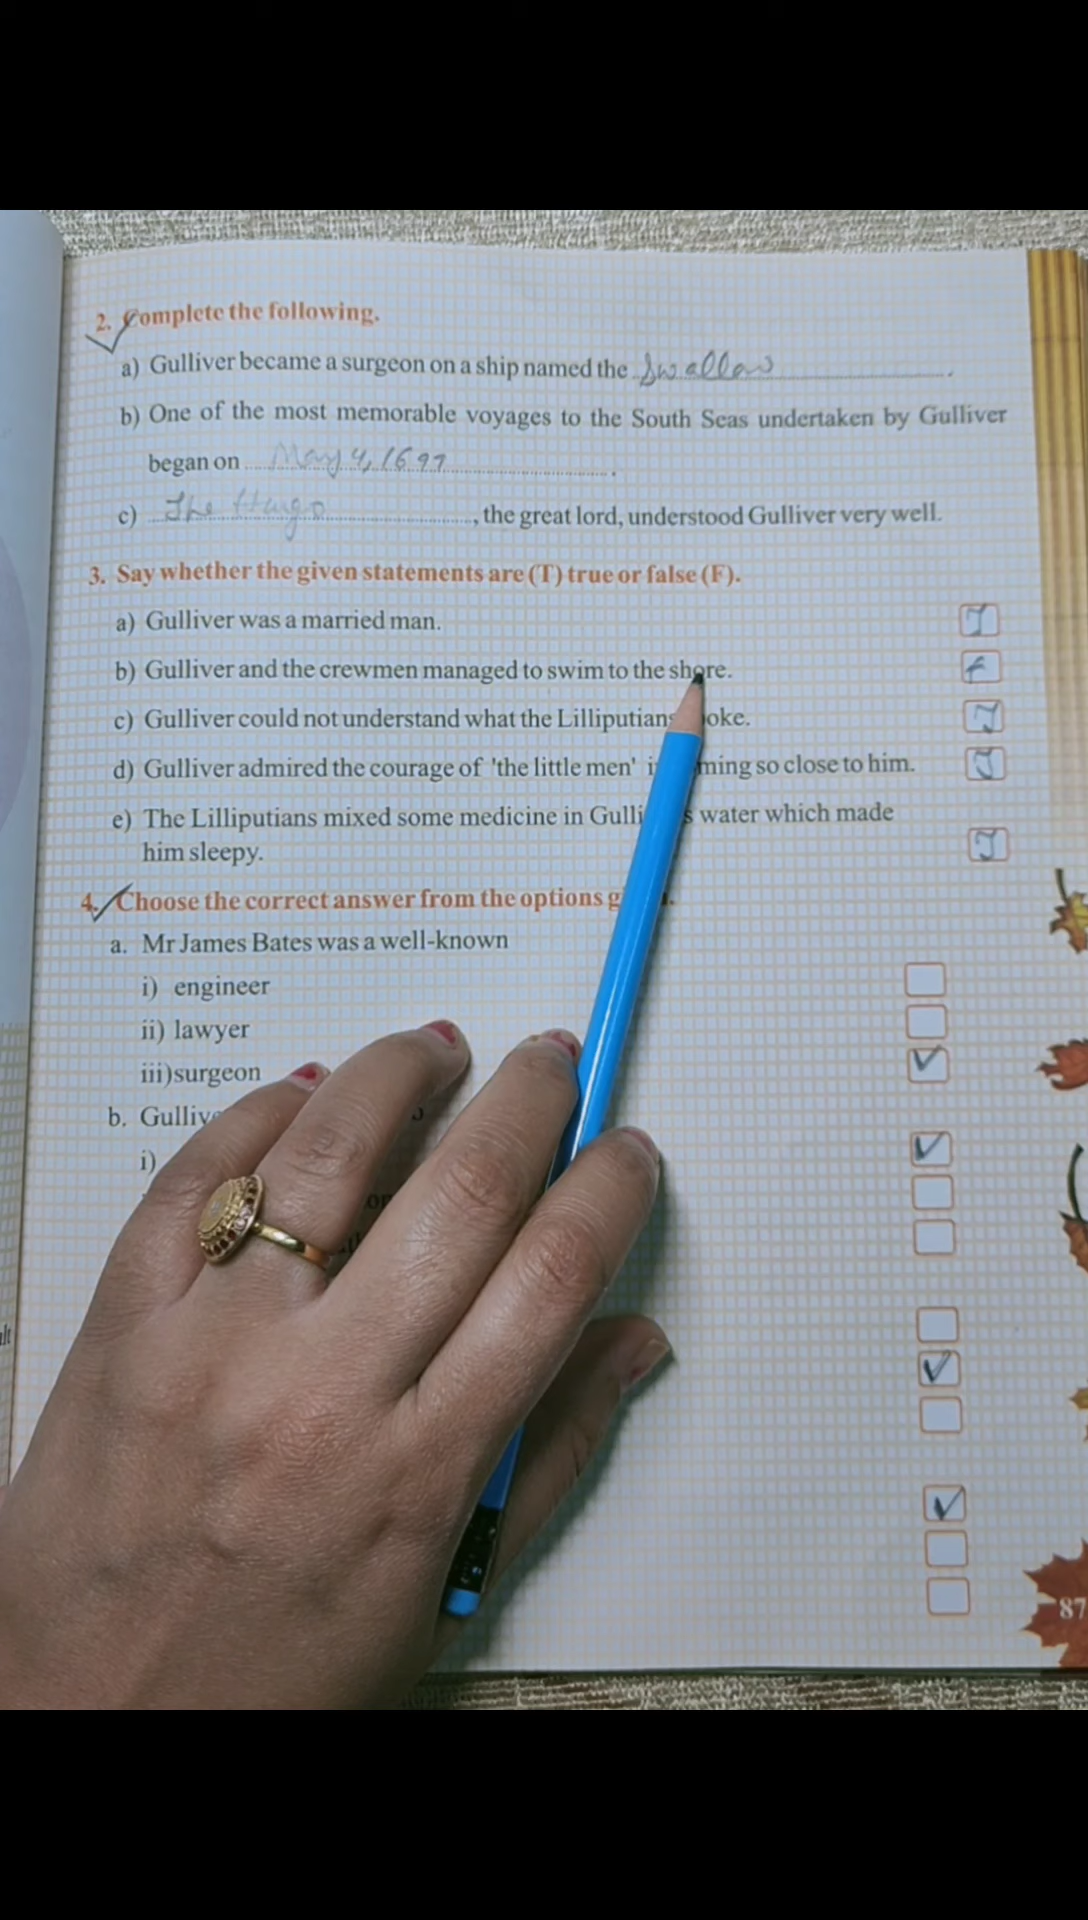 2. Complete the following.
a) Gulliver became a surgeon on a ship named the Swallow.
b) One of the most memorable voyages to the South Seas undertaken by Gulliver
began on May 4, 1697.
c) The Hurgo, the great lord, understood Gulliver very well.
3. Say whether the given statements are (T) true or false (F).
a) Gulliver was a married man. T
b) Gulliver and the crewmen managed to swim to the shore. F
c) Gulliver could not understand what the Lilliputians oke. T
d) Gulliver admired the courage of 'the little men' ming so close to him. T
e) The Lilliputians mixed some medicine in Gulli s water which made
him sleepy. T
4. Choose the correct answer from the options g
a. Mr James Bates was a well-known
i) engineer
ii) lawyer
iii) surgeon
b. Gullive
i)
87